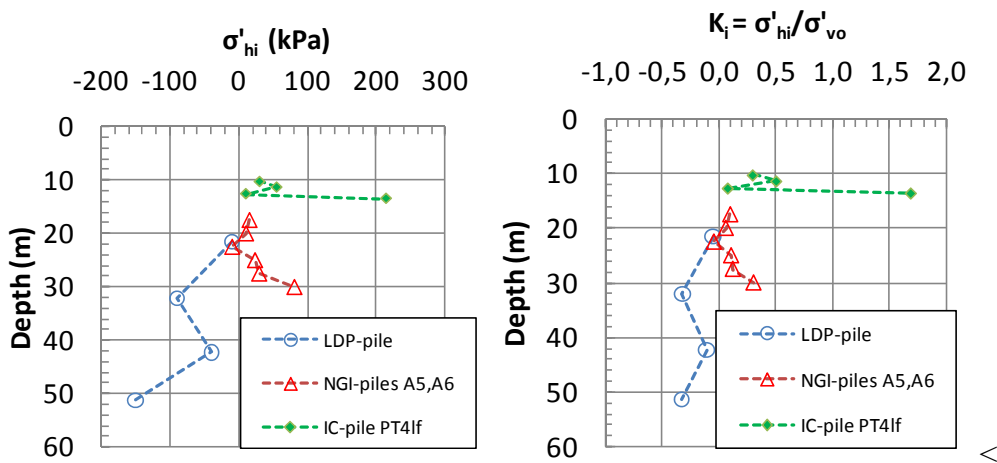 σ'hi (kPa)
-200 -100 0 100 200 300
0
10
20
30
40
50
60
Depth (m)
LDP-pile
NGI-piles A5,A6
IC-pile PT4lf
Ki = σ'hi/σ'vo
-1,0 -0,5 0,0 0,5 1,0 1,5 2,0
0
10
20
30
40
50
60
Depth (m)
LDP-pile
NGI-piles A5,A6
IC-pile PT4lf
<